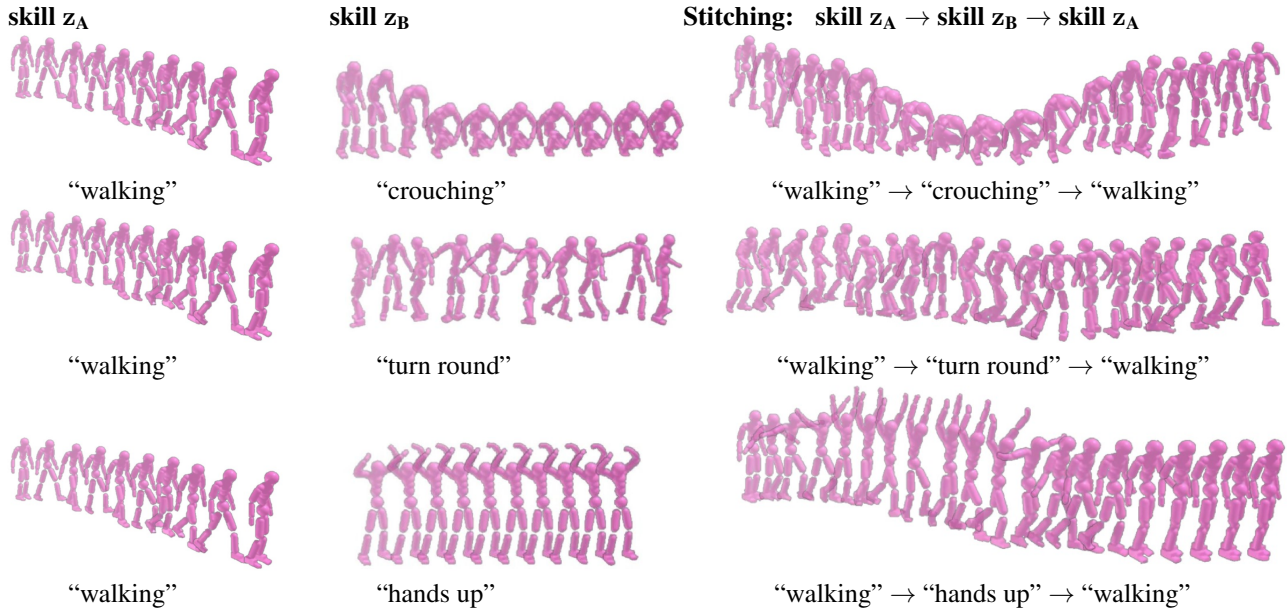 skill z_A skill z_B Stitching: skill z_A → skill z_B → skill z_A
“walking” “crouching” “walking” → “crouching” → “walking”
“walking” “turn round” “walking” → “turn round” → “walking”
“walking” “hands up” “walking” → “hands up” → “walking”